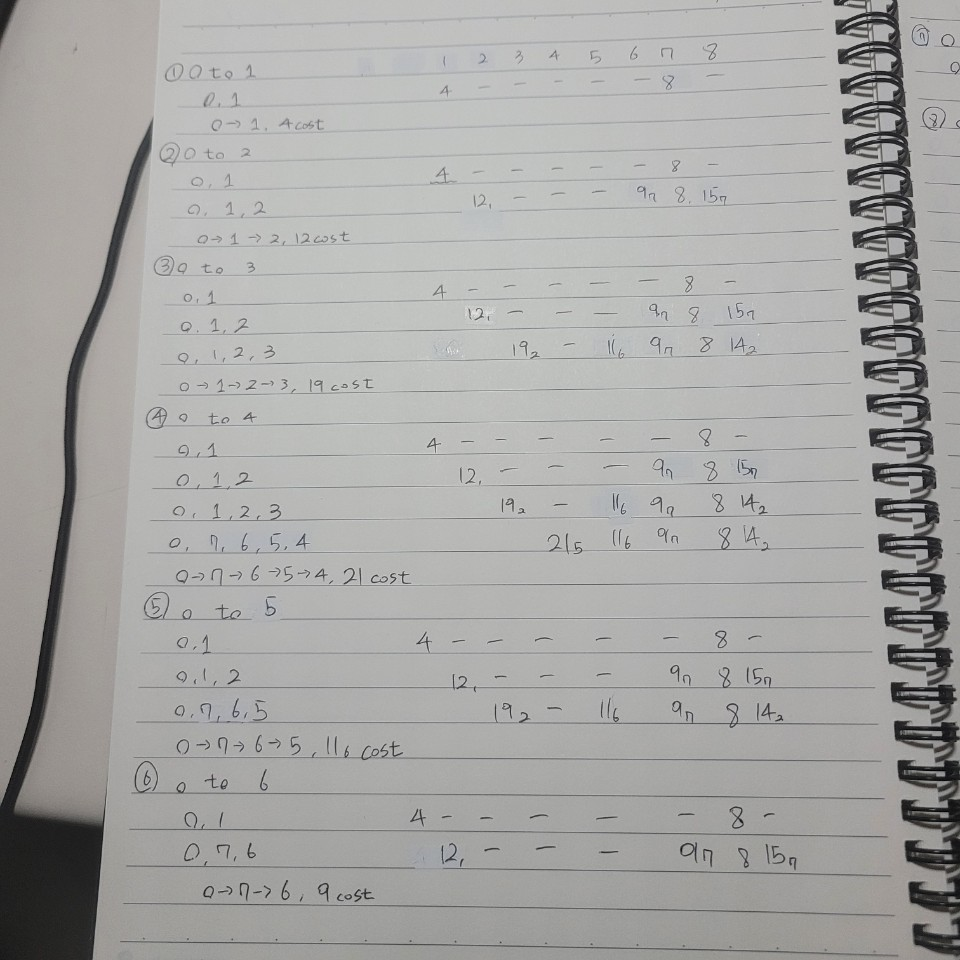 1 2 3 4 5 6 7 8
① 0 to 1
0, 1 4 - - - - - 8 -
0→1, 4cost
② 0 to 2
0, 1 4 - - - - - 8 -
0, 1, 2 12₁ - - - 9₇ 8 15₇
0→1→2, 12cost
③ 0 to 3
0, 1 4 - - - - - 8 -
0, 1, 2 12₁ - - - 9₇ 8 15₇
0, 1, 2, 3 19₂ - 11₆ 9₇ 8 14₂
0→1→2→3, 19 cost
④ 0 to 4
0, 1 4 - - - - - 8 -
0, 1, 2 12₁ - - - 9₇ 8 15₇
0, 1, 2, 3 19₂ - 11₆ 9₇ 8 14₂
0, 7, 6, 5, 4 21₅ 11₆ 9₇ 8 14₂
0→7→6→5→4, 21 cost
⑤ 0 to 5
0, 1 4 - - - - - 8 -
0, 1, 2 12₁ - - - 9₇ 8 15₇
0, 7, 6, 5 19₂ - 11₆ 9₇ 8 14₂
0→7→6→5, 11₆ cost
⑥ 0 to 6
0, 1 4 - - - - - 8 -
0, 7, 6 12₁ - - - 9₇ 8 15₇
0→7→6, 9 cost
⑦ 0
0
⑧